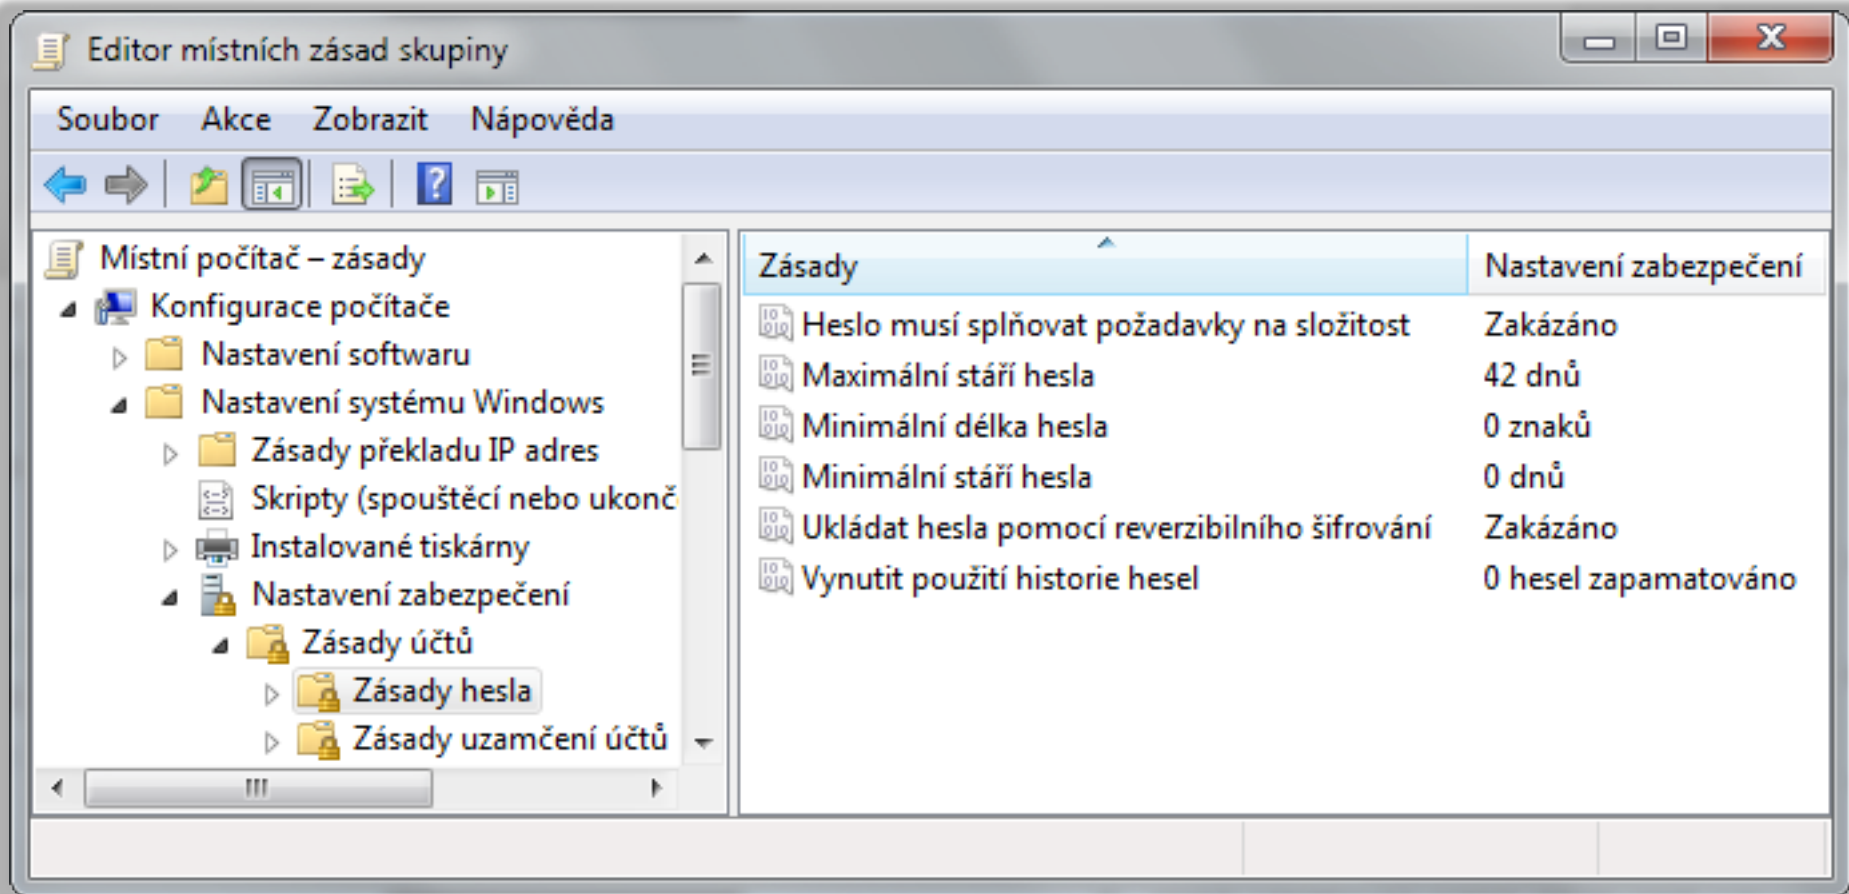 Editor místních zásad skupiny
Soubor Akce Zobrazit Nápověda
Místní počítač – zásady
Konfigurace počítače
Nastavení softwaru
Nastavení systému Windows
Zásady překladu IP adres
Skripty (spouštěcí nebo ukonč
Instalované tiskárny
Nastavení zabezpečení
Zásady účtů
Zásady hesla
Zásady uzamčení účtů
Zásady Nastavení zabezpečení
Heslo musí splňovat požadavky na složitost Zakázáno
Maximální stáří hesla 42 dnů
Minimální délka hesla 0 znaků
Minimální stáří hesla 0 dnů
Ukládat hesla pomocí reverzibilního šifrování Zakázáno
Vynutit použití historie hesel 0 hesel zapamatováno